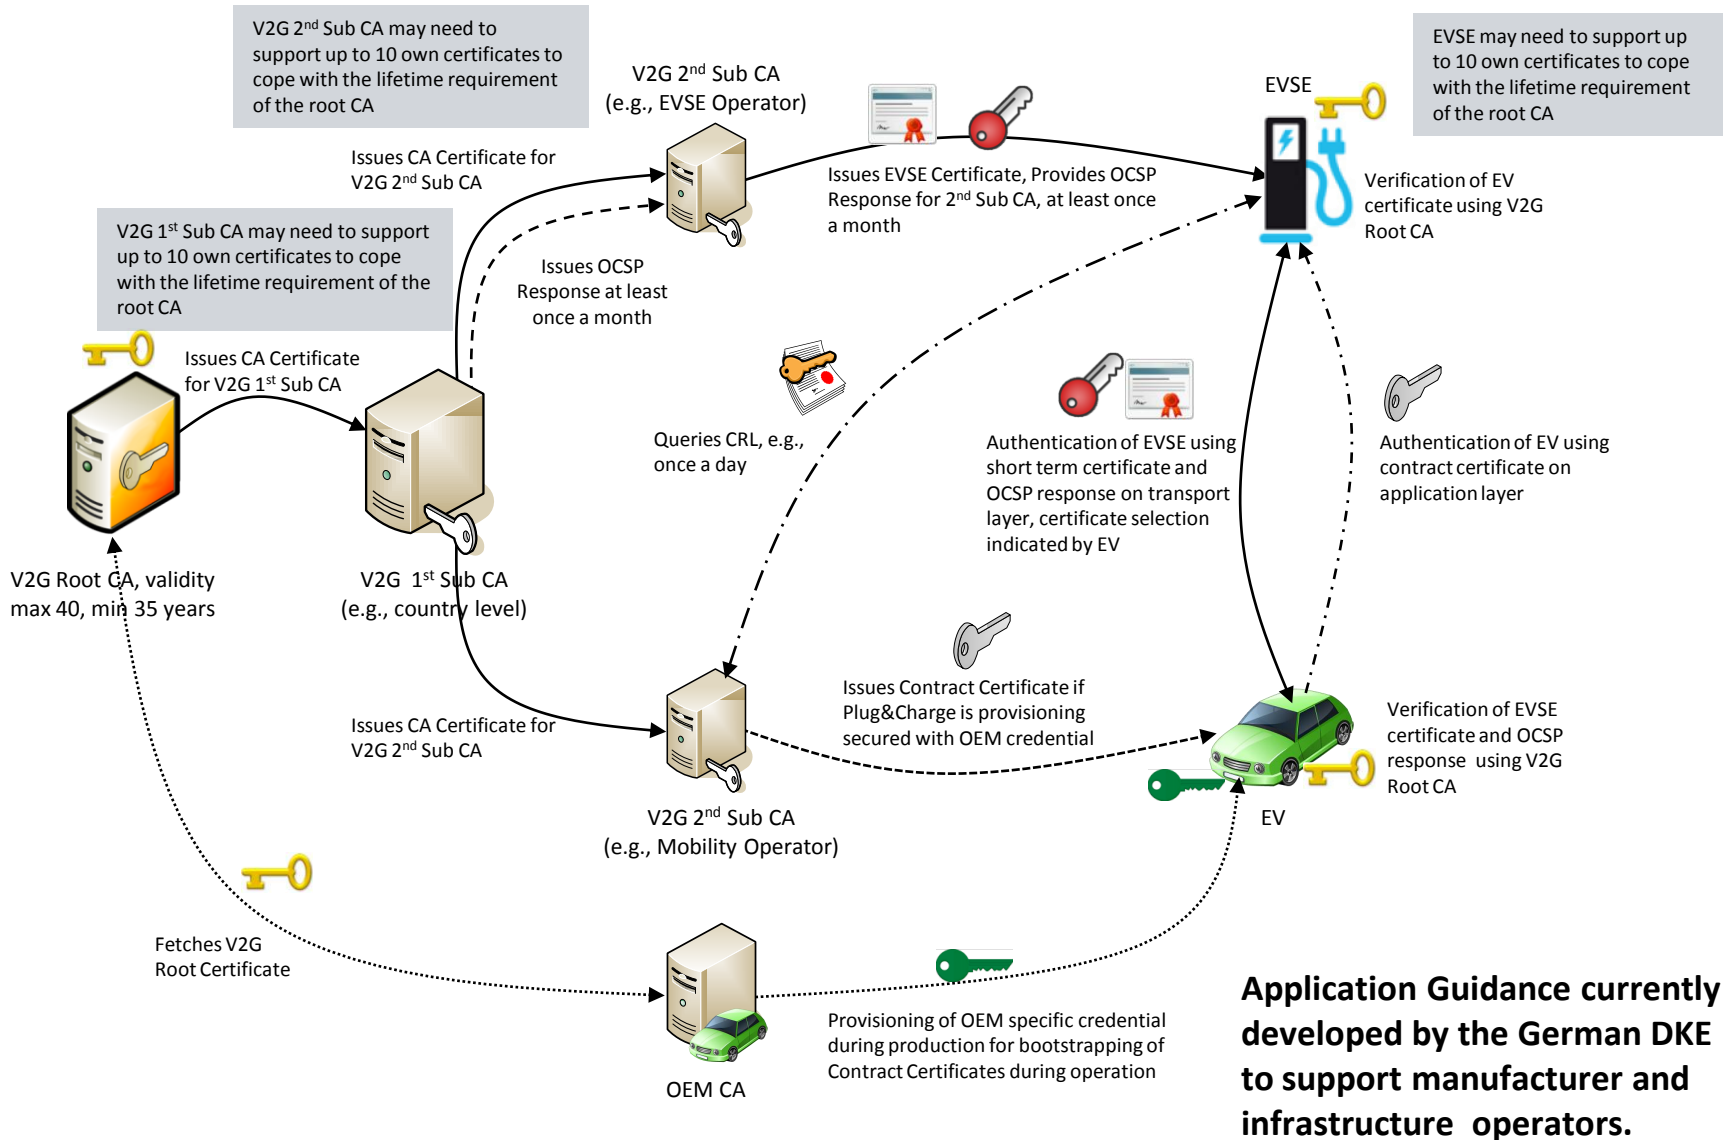 V2G 2nd Sub CA may need to
support up to 10 own certificates to
cope with the lifetime requirement
of the root CA
V2G 2nd Sub CA
(e.g., EVSE Operator)
EVSE
EVSE may need to support up
to 10 own certificates to cope
with the lifetime requirement
of the root CA
Issues CA Certificate for
V2G 2nd Sub CA
Issues EVSE Certificate, Provides OCSP
Response for 2nd Sub CA, at least once
a month
Verification of EV
certificate using V2G
Root CA
V2G 1st Sub CA may need to support
up to 10 own certificates to cope
with the lifetime requirement of the
root CA
Issues OCSP
Response at least
once a month
Issues CA Certificate
for V2G 1st Sub CA
Queries CRL, e.g.,
once a day
Authentication of EVSE using
short term certificate and
OCSP response on transport
layer, certificate selection
indicated by EV
Authentication of EV using
contract certificate on
application layer
V2G Root CA, validity
max 40, min 35 years
V2G 1st Sub CA
(e.g., country level)
Issues CA Certificate for
V2G 2nd Sub CA
Issues Contract Certificate if
Plug&Charge is provisioning
secured with OEM credential
Verification of EVSE
certificate and OCSP
response using V2G
Root CA
V2G 2nd Sub CA
(e.g., Mobility Operator)
EV
Fetches V2G
Root Certificate
Provisioning of OEM specific credential
during production for bootstrapping of
Contract Certificates during operation
OEM CA
Application Guidance currently
developed by the German DKE
to support manufacturer and
infrastructure operators.